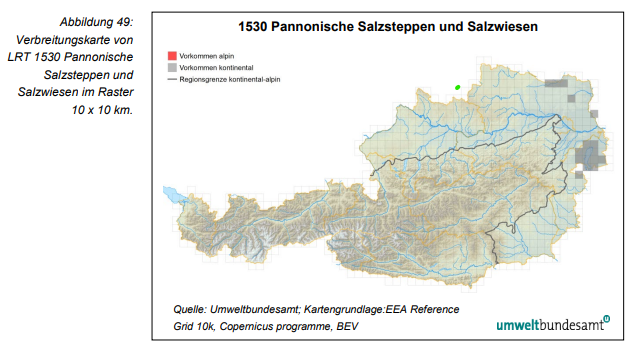 Abbildung 49:
Verbreitungskarte von
LRT 1530 Pannonische
Salzsteppen und
Salzwiesen im Raster
10 x 10 km.
1530 Pannonische Salzsteppen und Salzwiesen
Vorkommen alpin
Vorkommen kontinental
Regionsgrenze kontinental-alpin
Quelle: Umweltbundesamt; Kartengrundlage:EEA Reference
Grid 10k, Copernicus programme, BEV
umweltbundesamt